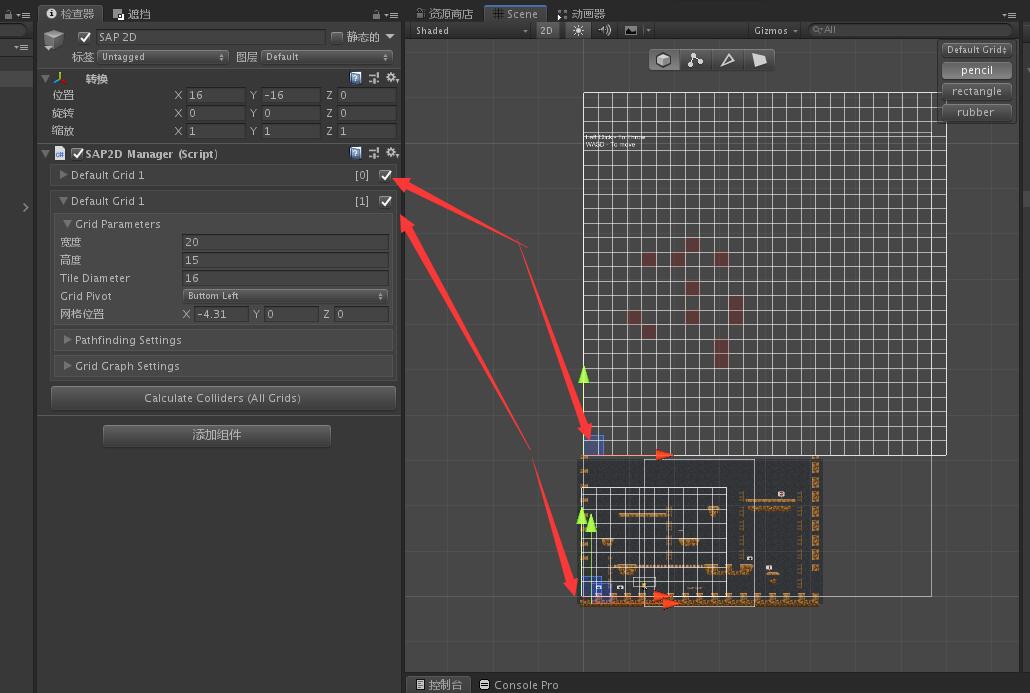 检查器 遮挡
SAP 2D 静态的
标签 Untagged 图层 Default
转换
位置 X 16 Y -16 Z 0
旋转 X 0 Y 0 Z 0
缩放 X 1 Y 1 Z 1
SAP2D Manager (Script)
Default Grid 1 [0]
Default Grid 1 [1]
Grid Parameters
宽度 20
高度 15
Tile Diameter 16
Grid Pivot Buttom Left
网格位置 X -4.31 Y 0 Z 0
Pathfinding Settings
Grid Graph Settings
Calculate Colliders (All Grids)
添加组件
资源商店 Scene 动画器
Shaded 2D Gizmos All
Default Grid
pencil
rectangle
rubber
Left Click - To Throw
WASD - To move
控制台 Console Pro